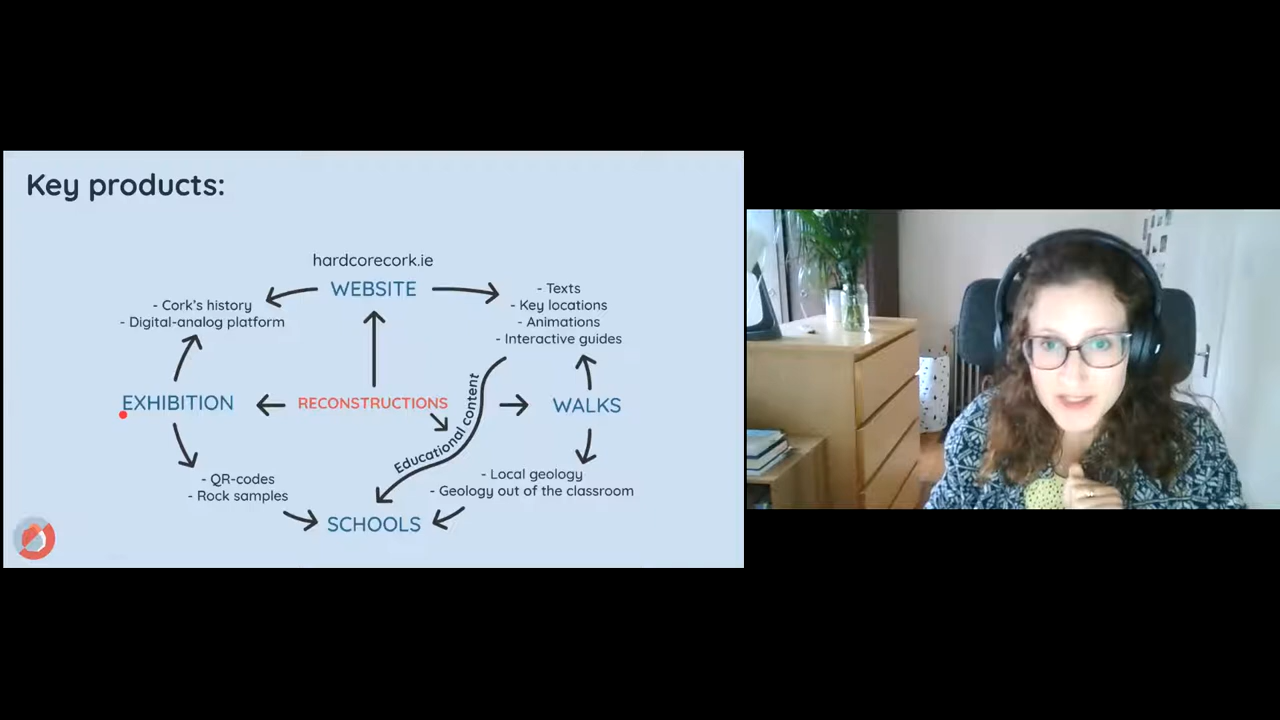 Key products:
hardcorecork.ie
WEBSITE
- Cork's history
- Digital-analog platform
- Texts
- Key locations
- Animations
- Interactive guides
EXHIBITION
RECONSTRUCTIONS
Educational content
WALKS
- QR-codes
- Rock samples
- Local geology
- Geology out of the classroom
SCHOOLS